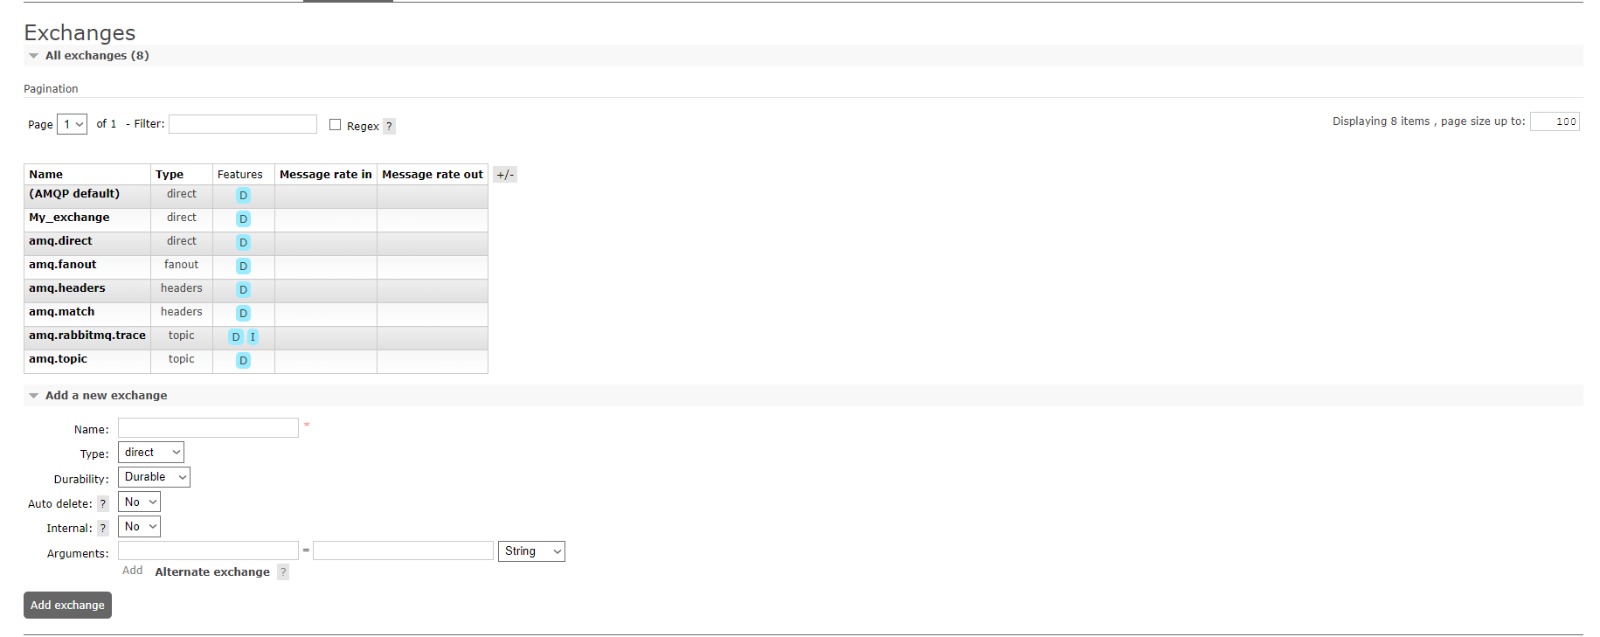 Exchanges
All exchanges (8)
Pagination
Page 1 of 1 - Filter: Regex ? Displaying 8 items , page size up to: 100
Name Type Features Message rate in Message rate out +/-
(AMQP default) direct D
My_exchange direct D
amq.direct direct D
amq.fanout fanout D
amq.headers headers D
amq.match headers D
amq.rabbitmq.trace topic D I
amq.topic topic D
Add a new exchange
Name: *
Type: direct
Durability: Durable
Auto delete: ? No
Internal: ? No
Arguments: = String
Add Alternate exchange ?
Add exchange